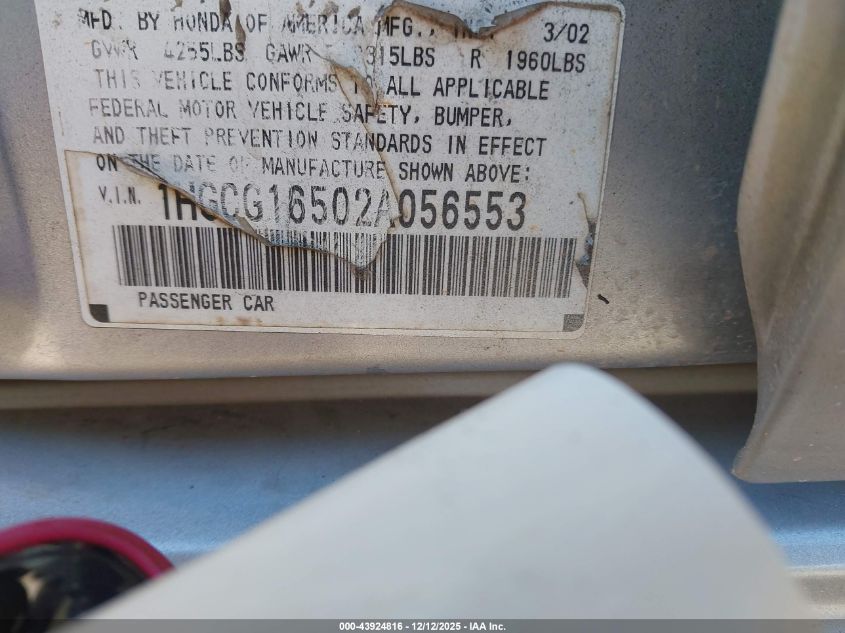 MFD. BY HONDA OF AMERICA MFG., INC. 3/02
GVWR 4255LBS GAWR 2315LBS R 1960LBS
THIS VEHICLE CONFORMS TO ALL APPLICABLE
FEDERAL MOTOR VEHICLE SAFETY, BUMPER,
AND THEFT PREVENTION STANDARDS IN EFFECT
ON THE DATE OF MANUFACTURE SHOWN ABOVE:
V.I.N. 1HGCG16502A056553
PASSENGER CAR
000-43924816 - 12/12/2025 - IAA Inc.